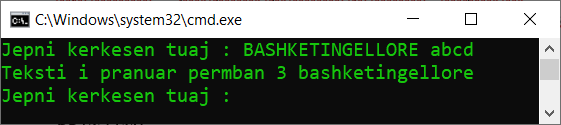 C:\Windows\system32\cmd.exe
Jepni kerkesen tuaj : BASHKETINGELLORE abcd
Teksti i pranuar permban 3 bashketingellore
Jepni kerkesen tuaj :